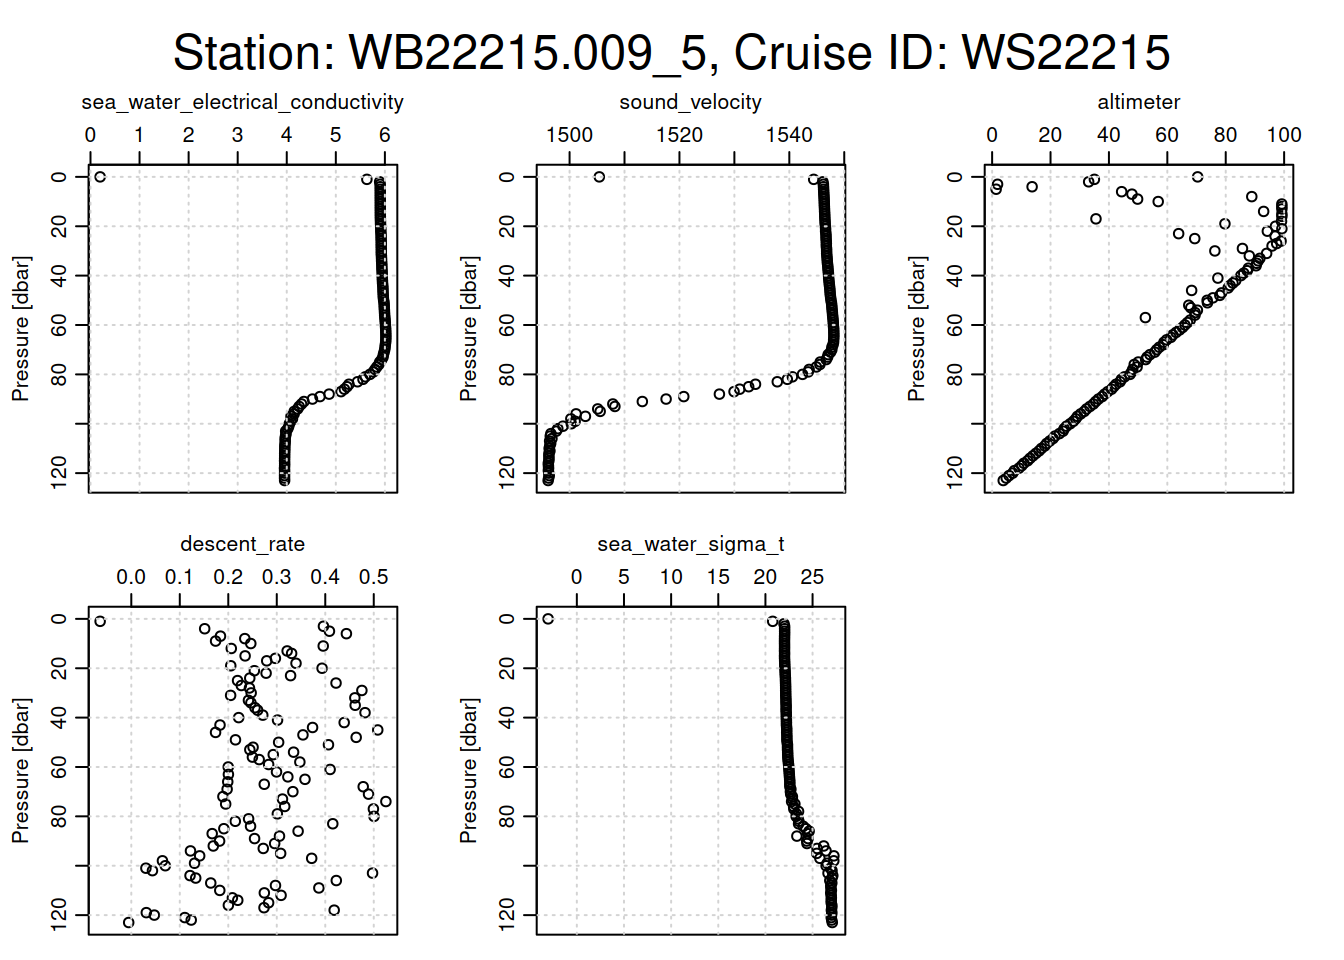 Station: WB22215.009_5, Cruise ID: WS22215
sea_water_electrical_conductivity
0 1 2 3 4 5 6
Pressure [dbar]
0 20 40 60 80 120
sound_velocity
1500 1520 1540
Pressure [dbar]
0 20 40 60 80 120
altimeter
0 20 40 60 80 100
Pressure [dbar]
0 20 40 60 80 120
descent_rate
0.0 0.1 0.2 0.3 0.4 0.5
Pressure [dbar]
0 20 40 60 80 120
sea_water_sigma_t
0 5 10 15 20 25
Pressure [dbar]
0 20 40 60 80 120